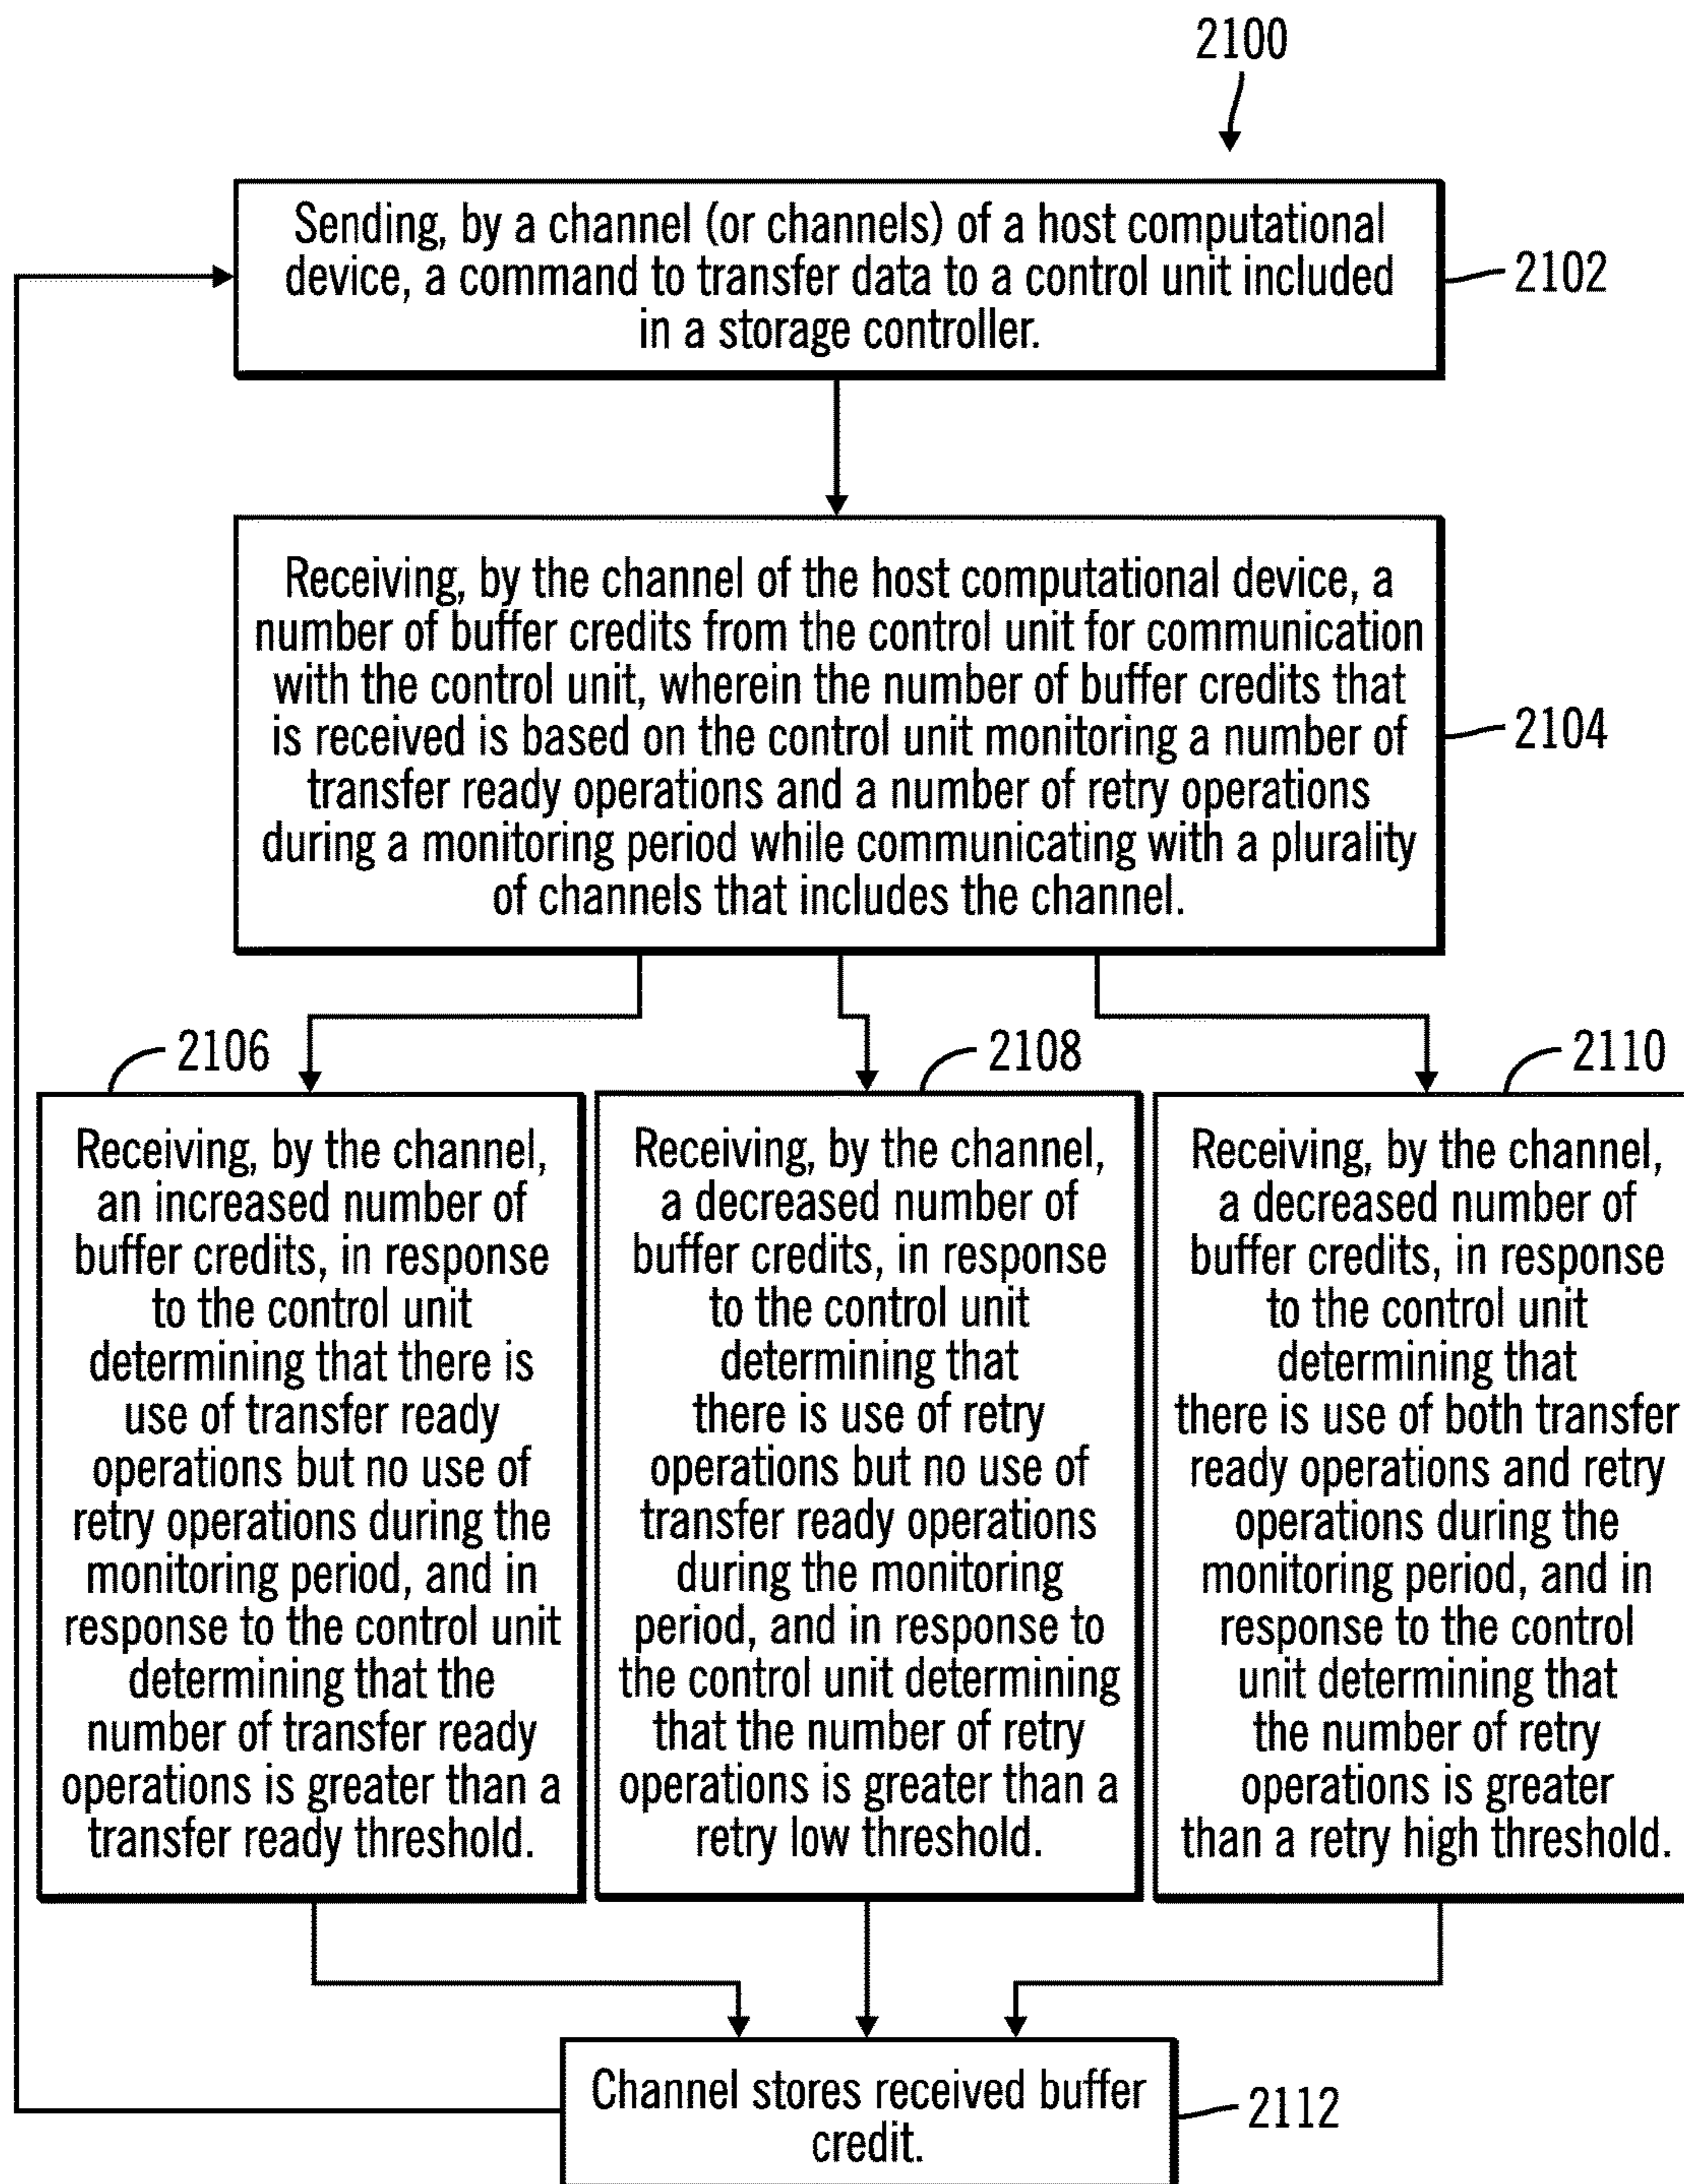 2100
Sending, by a channel (or channels) of a host computational
device, a command to transfer data to a control unit included
in a storage controller.
2102
Receiving, by the channel of the host computational device, a
number of buffer credits from the control unit for communication
with the control unit, wherein the number of buffer credits that
is received is based on the control unit monitoring a number of
transfer ready operations and a number of retry operations
during a monitoring period while communicating with a plurality
of channels that includes the channel.
2104
2106
Receiving, by the channel,
an increased number of
buffer credits, in response
to the control unit
determining that there is
use of transfer ready
operations but no use of
retry operations during the
monitoring period, and in
response to the control unit
determining that the
number of transfer ready
operations is greater than a
transfer ready threshold.
2108
Receiving, by the channel,
a decreased number of
buffer credits, in response
to the control unit
determining that
there is use of retry
operations but no use of
transfer ready operations
during the monitoring
period, and in response to
the control unit determining
that the number of retry
operations is greater than a
retry low threshold.
2110
Receiving, by the channel,
a decreased number of
buffer credits, in response
to the control unit
determining that
there is use of both transfer
ready operations and retry
operations during the
monitoring period, and in
response to the control
unit determining that
the number of retry
operations is greater
than a retry high threshold.
Channel stores received buffer
credit.
2112